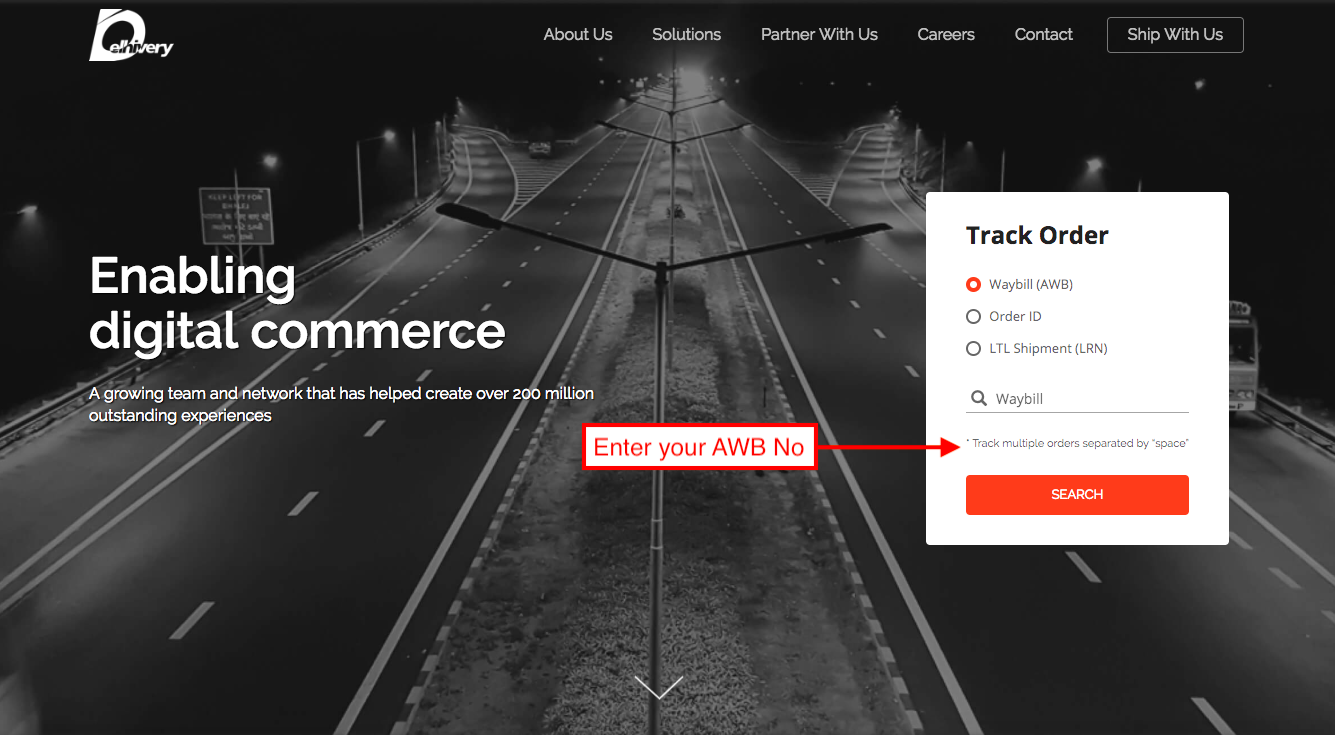 Delhivery
About Us
Solutions
Partner With Us
Careers
Contact
Ship With Us
KEEP LEFT FOR
Enabling
digital commerce
A growing team and network that has helped create over 200 million
outstanding experiences
Track Order
Waybill (AWB)
Order ID
LTL Shipment (LRN)
Waybill
Enter your AWB No
* Track multiple orders separated by “space”
SEARCH